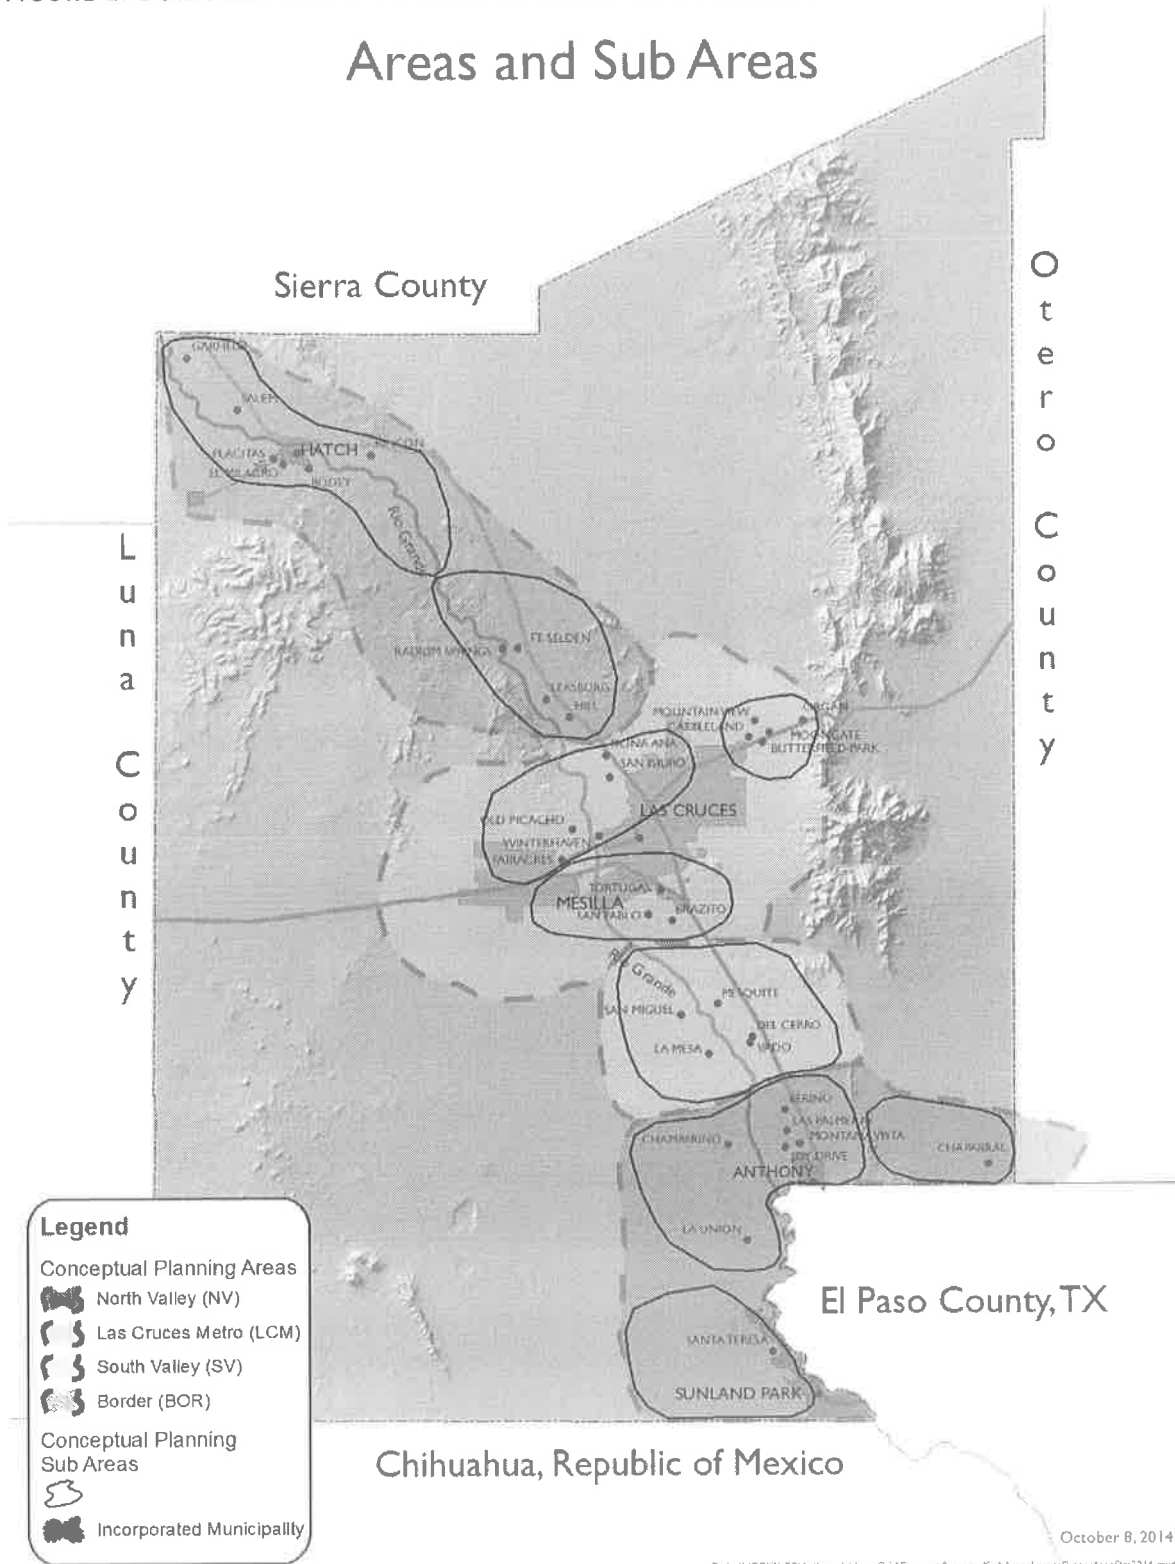 Areas and Sub Areas
Sierra County
Otero County
Luna County
GARFIELD
SALEM
PLACITAS
HATCH
RINCON
EL MILAGRO
RODEY
Rio Grande
FT SELDEN
RADIUM SPRINGS
LEASBURG
HILL
MOUNTAIN VIEW
ORGAN
CATTLELAND
MOONGATE
BUTTERFIELD PARK
DONA ANA
SAN ISIDRO
LAS CRUCES
OLD PICACHO
WINTERHAVEN
FAIRACRES
TORTUGAS
MESILLA
SAN PABLO
BRAZITO
Rio Grande
MESQUITE
SAN MIGUEL
DEL CERRO
LA MESA
VADO
BERINO
LAS PALMERAS
CHAMBERINO
MONTANA VISTA
JOY DRIVE
CHAPARRAL
ANTHONY
LA UNION
El Paso County, TX
SANTA TERESA
SUNLAND PARK
Chihuahua, Republic of Mexico
Legend
Conceptual Planning Areas
North Valley (NV)
Las Cruces Metro (LCM)
South Valley (SV)
Border (BOR)
Conceptual Planning
Sub Areas
Incorporated Municipality
October 8, 2014